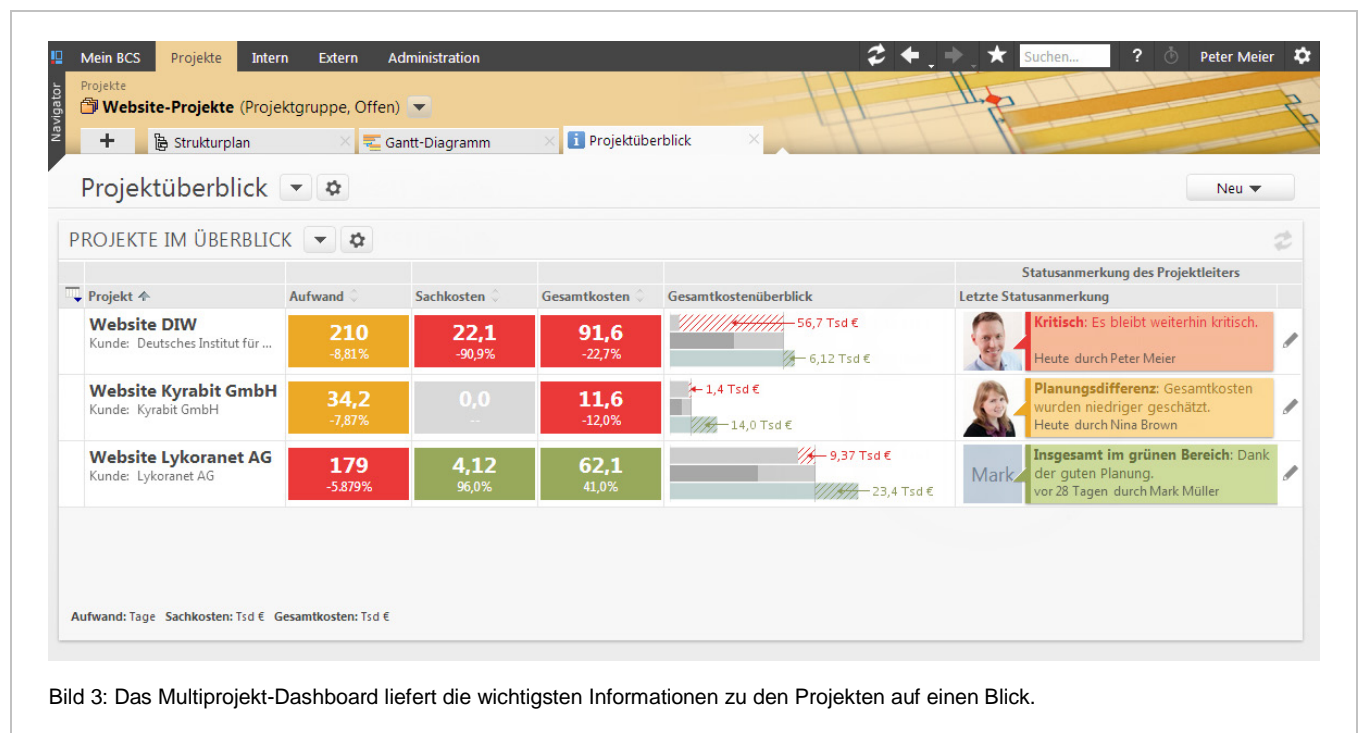 Mein BCS Projekte Intern Extern Administration Suchen... ? Peter Meier
Navigator
Projekte
Website-Projekte (Projektgruppe, Offen)
+ Strukturplan Gantt-Diagramm Projektüberblick
Projektüberblick Neu
PROJEKTE IM ÜBERBLICK
Statusanmerkung des Projektleiters
Projekt Aufwand Sachkosten Gesamtkosten Gesamtkostenüberblick Letzte Statusanmerkung
Website DIW
Kunde: Deutsches Institut für ...
210
-8,81%
22,1
-90,9%
91,6
-22,7%
56,7 Tsd €
6,12 Tsd €
Kritisch: Es bleibt weiterhin kritisch.
Heute durch Peter Meier
Website Kyrabit GmbH
Kunde: Kyrabit GmbH
34,2
-7,87%
0,0
--
11,6
-12,0%
1,4 Tsd €
14,0 Tsd €
Planungsdifferenz: Gesamtkosten
wurden niedriger geschätzt.
Heute durch Nina Brown
Website Lykoranet AG
Kunde: Lykoranet AG
179
-5.879%
4,12
96,0%
62,1
41,0%
9,37 Tsd €
23,4 Tsd €
Mark
Insgesamt im grünen Bereich: Dank
der guten Planung.
vor 28 Tagen durch Mark Müller
Aufwand: Tage Sachkosten: Tsd € Gesamtkosten: Tsd €
Bild 3: Das Multiprojekt-Dashboard liefert die wichtigsten Informationen zu den Projekten auf einen Blick.